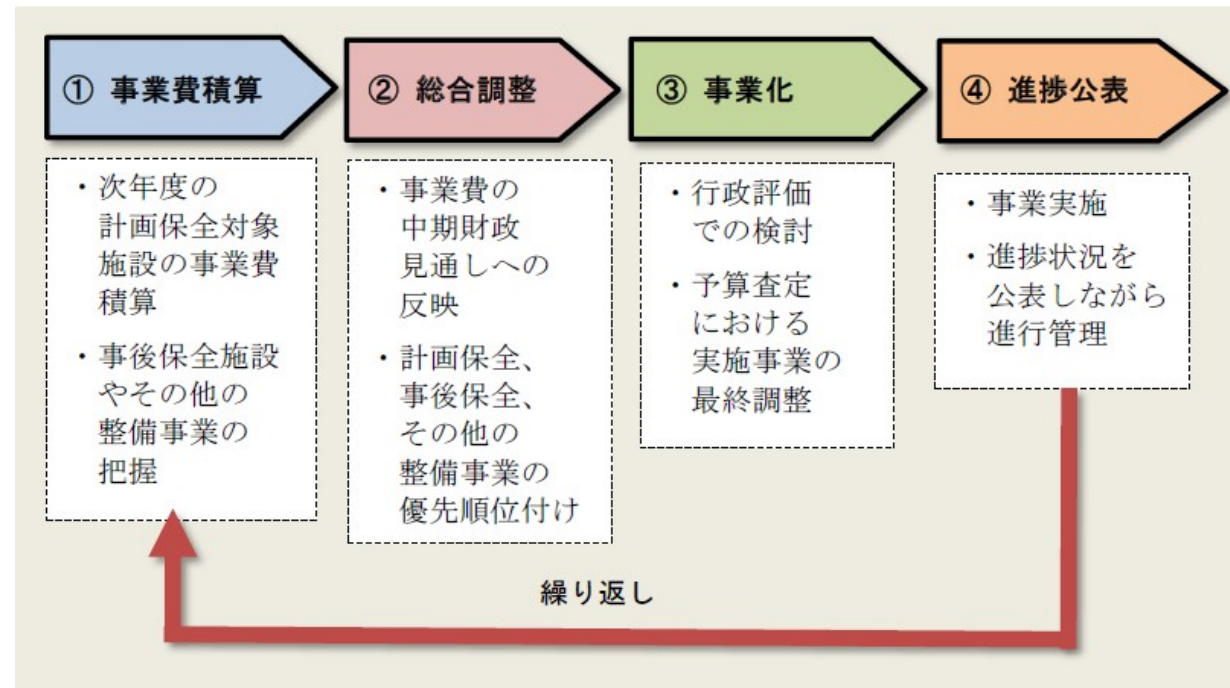 ① 事業費積算
・次年度の
計画保全対象
施設の事業費
積算
・事後保全施設
やその他の
整備事業の
把握
② 総合調整
・事業費の
中期財政
見通しへの
反映
・計画保全、
事後保全、
その他の
整備事業の
優先順位付け
③ 事業化
・行政評価
での検討
・予算査定
における
実施事業の
最終調整
④ 進捗公表
・事業実施
・進捗状況を
公表しながら
進行管理
繰り返し